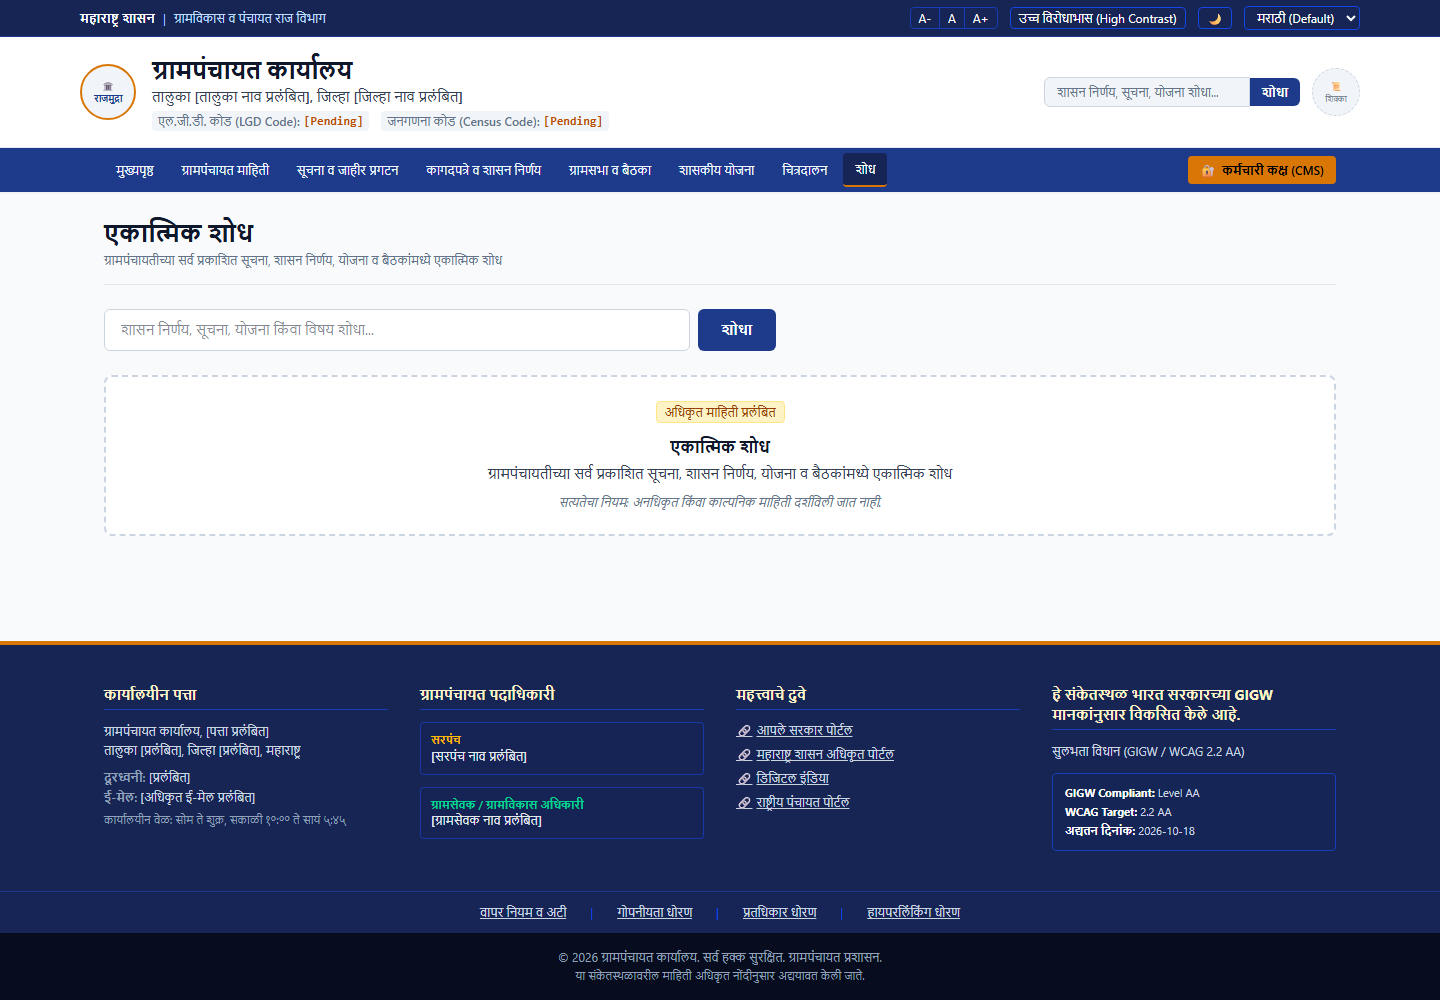 महाराष्ट्र शासन | ग्रामविकास व पंचायत राज विभाग
A- A A+ उच्च विरोधाभास (High Contrast) मराठी (Default)
राजमुद्रा
ग्रामपंचायत कार्यालय
तालुका [तालुका नाव प्रलंबित], जिल्हा [जिल्हा नाव प्रलंबित]
एल.जी.डी. कोड (LGD Code): [Pending] जनगणना कोड (Census Code): [Pending]
शासन निर्णय, सूचना, योजना शोधा... शोधा
शिक्का
मुख्यपृष्ठ ग्रामपंचायत माहिती सूचना व जाहीर प्रगटन कागदपत्रे व शासन निर्णय ग्रामसभा व बैठका शासकीय योजना चित्रदालन शोध कर्मचारी कक्ष (CMS)
एकात्मिक शोध
ग्रामपंचायतीच्या सर्व प्रकाशित सूचना, शासन निर्णय, योजना व बैठकांमध्ये एकात्मिक शोध
शासन निर्णय, सूचना, योजना किंवा विषय शोधा... शोधा
अधिकृत माहिती प्रलंबित
एकात्मिक शोध
ग्रामपंचायतीच्या सर्व प्रकाशित सूचना, शासन निर्णय, योजना व बैठकांमध्ये एकात्मिक शोध
सत्यतेचा नियम: अनधिकृत किंवा काल्पनिक माहिती दर्शविली जात नाही.
कार्यालयीन पत्ता
ग्रामपंचायत कार्यालय, [पत्ता प्रलंबित]
तालुका [प्रलंबित], जिल्हा [प्रलंबित], महाराष्ट्र
दूरध्वनी: [प्रलंबित]
ई-मेल: [अधिकृत ई-मेल प्रलंबित]
कार्यालयीन वेळ: सोम ते शुक्र, सकाळी १०:०० ते सायं ५:४५
ग्रामपंचायत पदाधिकारी
सरपंच
[सरपंच नाव प्रलंबित]
ग्रामसेवक / ग्रामविकास अधिकारी
[ग्रामसेवक नाव प्रलंबित]
महत्त्वाचे दुवे
आपले सरकार पोर्टल
महाराष्ट्र शासन अधिकृत पोर्टल
डिजिटल इंडिया
राष्ट्रीय पंचायत पोर्टल
हे संकेतस्थळ भारत सरकारच्या GIGW
मानकांनुसार विकसित केले आहे.
सुलभता विधान (GIGW / WCAG 2.2 AA)
GIGW Compliant: Level AA
WCAG Target: 2.2 AA
अद्यतन दिनांक: 2026-10-18
वापर नियम व अटी | गोपनीयता धोरण | प्रतधिकार धोरण | हायपरलिंकिंग धोरण
© 2026 ग्रामपंचायत कार्यालय. सर्व हक्क सुरक्षित. ग्रामपंचायत प्रशासन.
या संकेतस्थळावरील माहिती अधिकृत नोंदीनुसार अद्ययावत केली जाते.